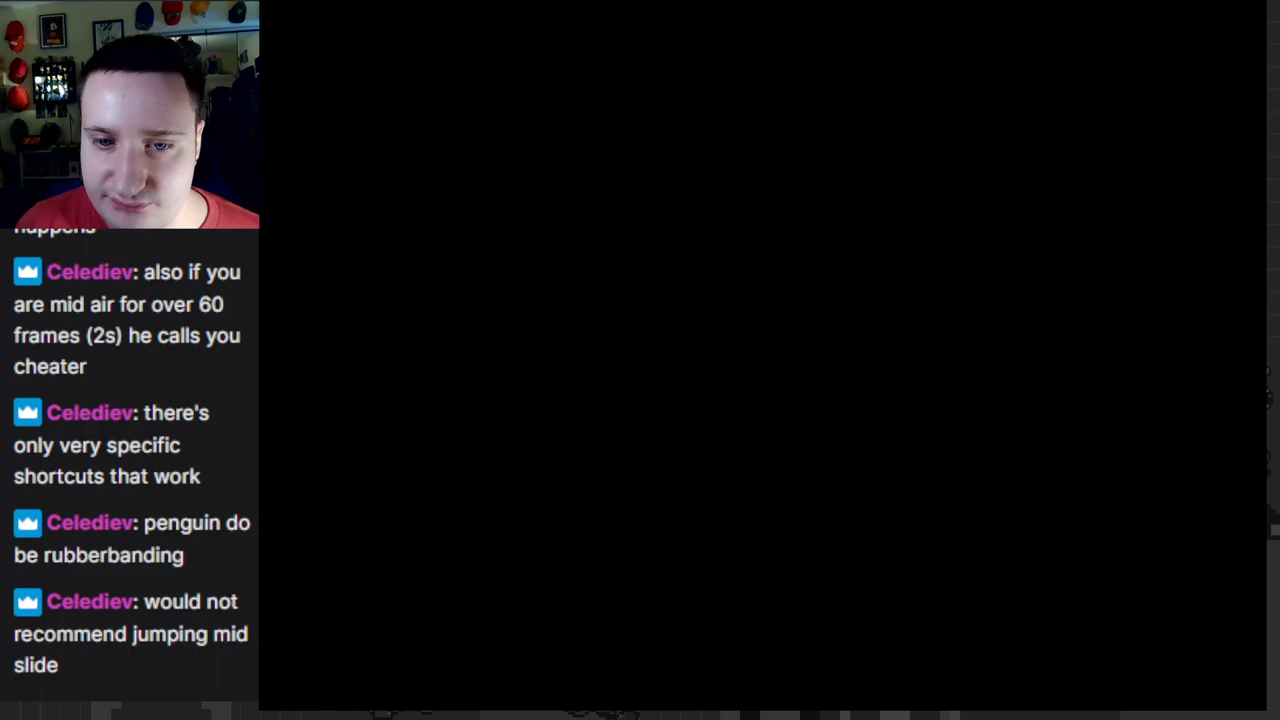 happens
Celediev: also if you
are mid air for over 60
frames (2s) he calls you
cheater
Celediev: there's
only very specific
shortcuts that work
Celediev: penguin do
be rubberbanding
Celediev: would not
recommend jumping mid
slide